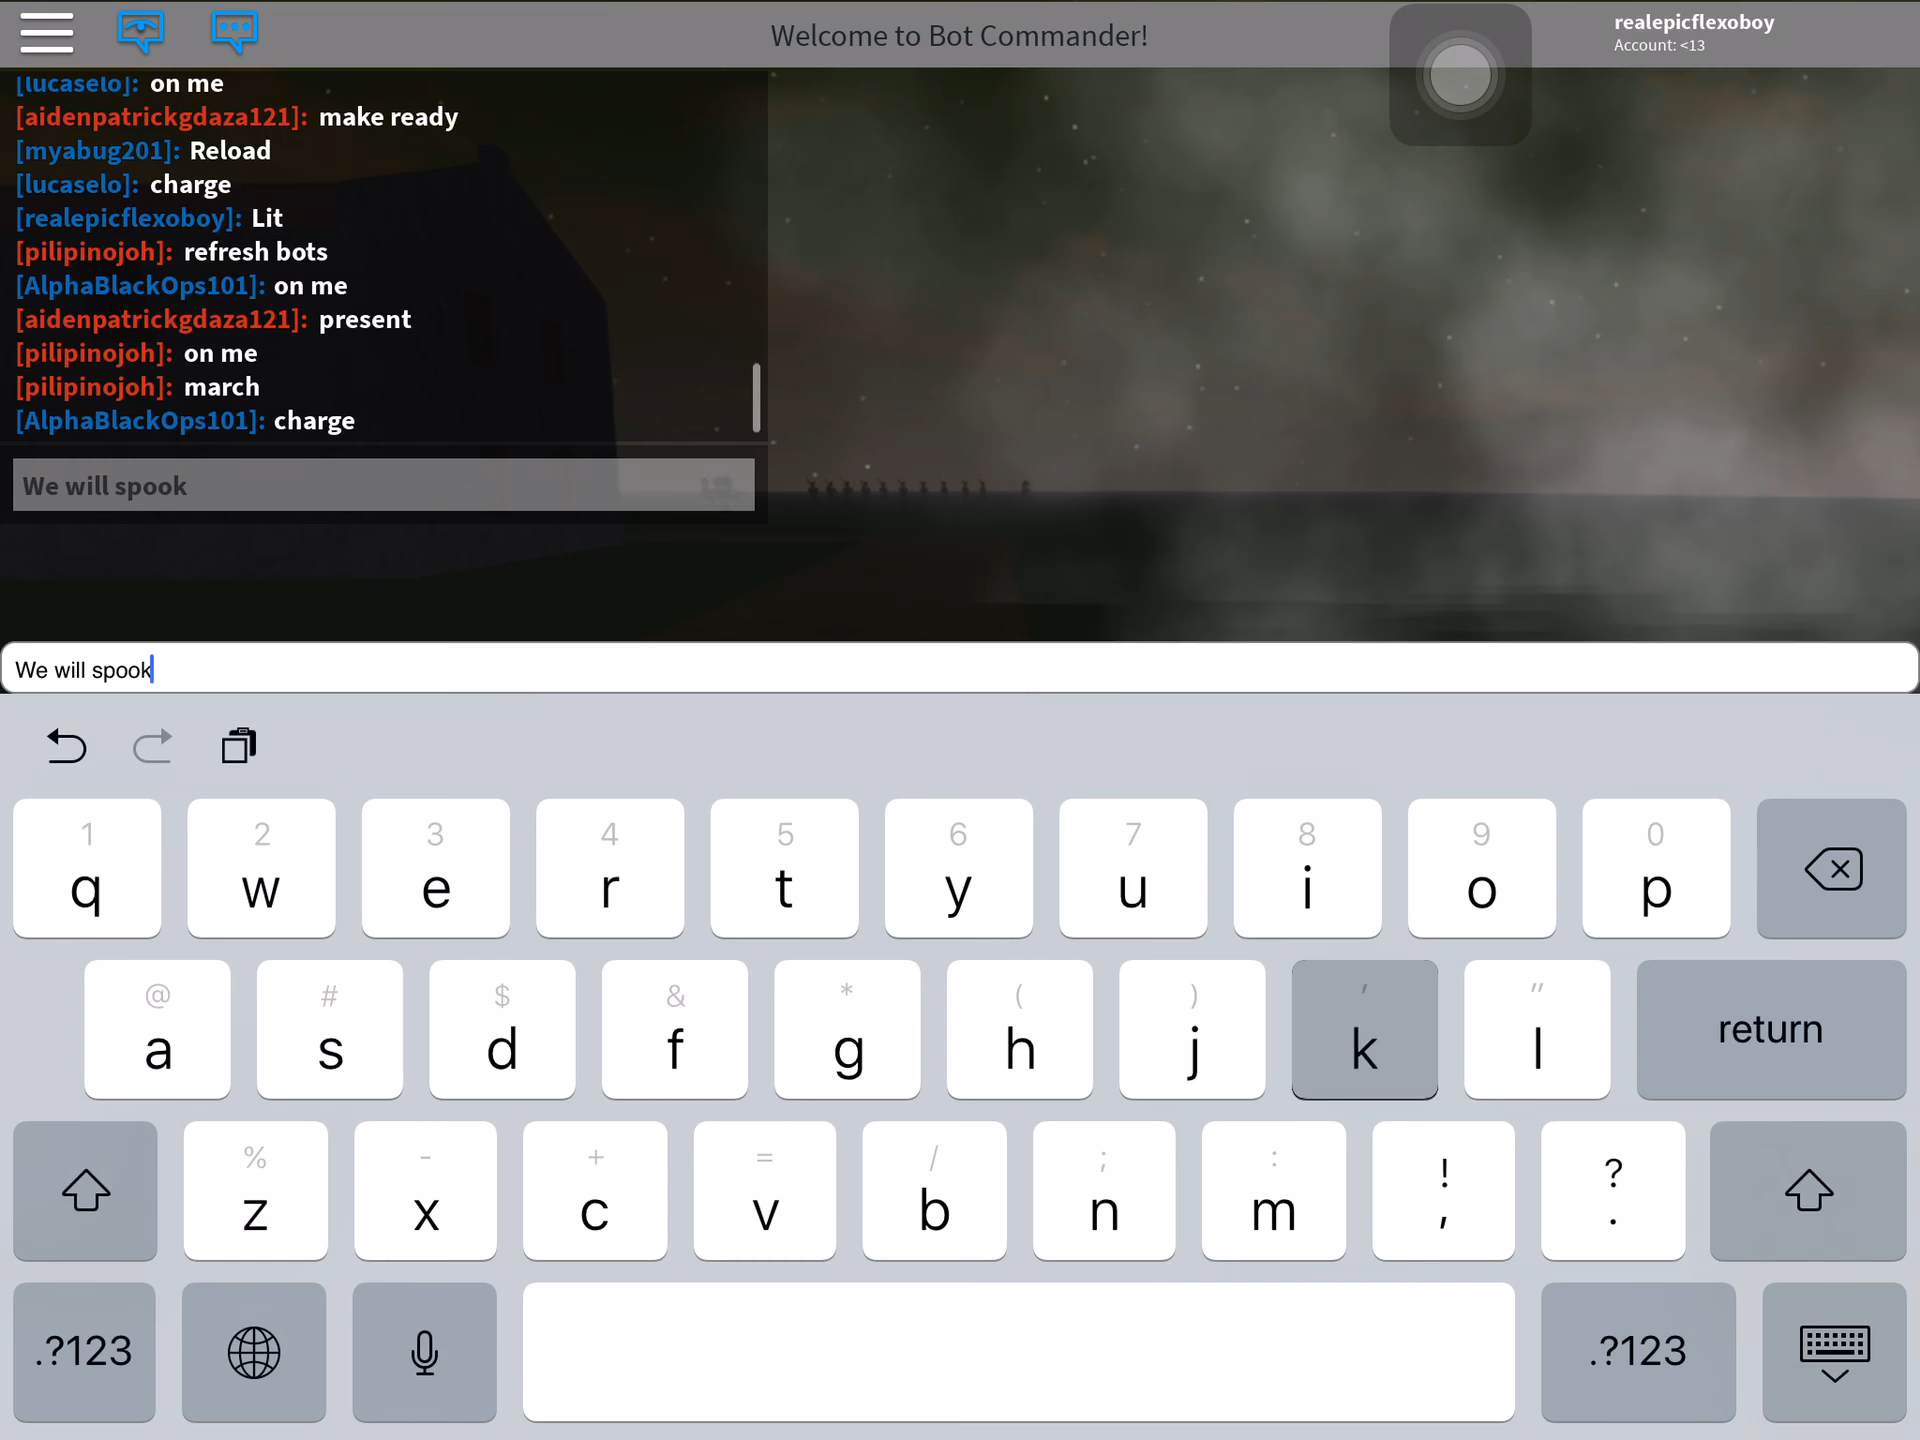 Welcome to Bot Commander!
realepicflexoboy
Account: <13
[lucaselo]: on me
[aidenpatrickgdaza121]: make ready
[myabug201]: Reload
[lucaselo]: charge
[realepicflexoboy]: Lit
[pilipinojoh]: refresh bots
[AlphaBlackOps101]: on me
[aidenpatrickgdaza121]: present
[pilipinojoh]: on me
[pilipinojoh]: march
[AlphaBlackOps101]: charge
We will spook
We will spook
1 2 3 4 5 6 7 8 9 0
q w e r t y u i o p
@ # $ & * ( ) ' "
a s d f g h j k l return
% - + = / ; : ! ?
z x c v b n m , .
.?123 .?123